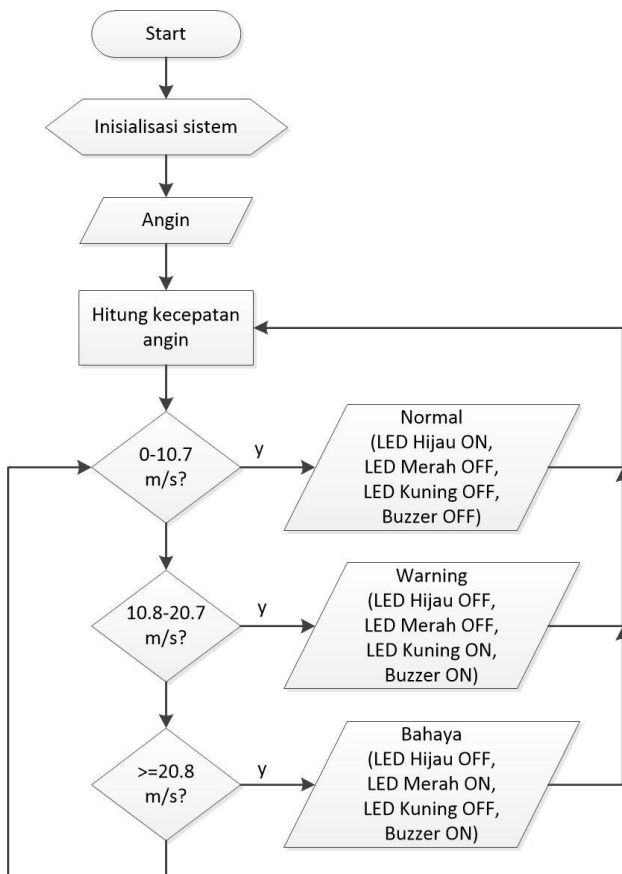 Start
Inisialisasi sistem
Angin
Hitung kecepatan
angin
0-10.7
m/s?
y
Normal
(LED Hijau ON,
LED Merah OFF,
LED Kuning OFF,
Buzzer OFF)
10.8-20.7
m/s?
y
Warning
(LED Hijau OFF,
LED Merah OFF,
LED Kuning ON,
Buzzer ON)
>=20.8
m/s?
y
Bahaya
(LED Hijau OFF,
LED Merah ON,
LED Kuning OFF,
Buzzer ON)